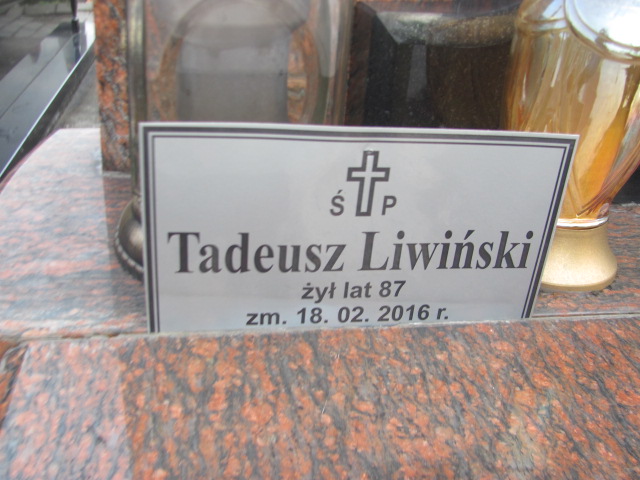 Ś P
Tadeusz Liwiński
żył lat 87
zm. 18. 02. 2016 r.